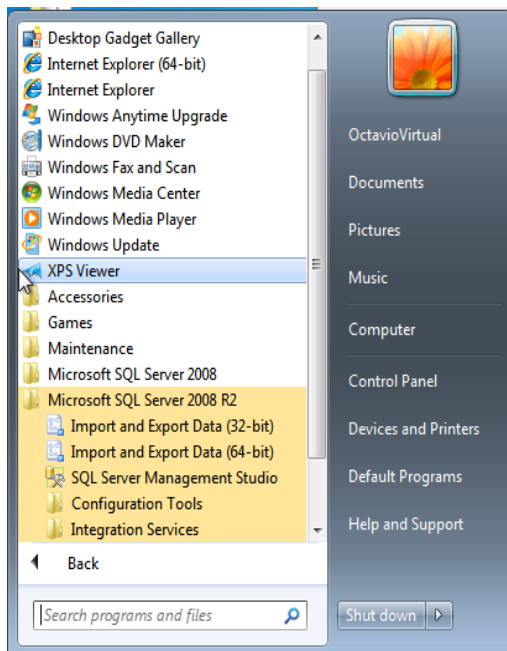 Desktop Gadget Gallery
Internet Explorer (64-bit)
Internet Explorer
Windows Anytime Upgrade
Windows DVD Maker
Windows Fax and Scan
Windows Media Center
Windows Media Player
Windows Update
XPS Viewer
Accessories
Games
Maintenance
Microsoft SQL Server 2008
Microsoft SQL Server 2008 R2
Import and Export Data (32-bit)
Import and Export Data (64-bit)
SQL Server Management Studio
Configuration Tools
Integration Services
Back
Search programs and files
OctavioVirtual
Documents
Pictures
Music
Computer
Control Panel
Devices and Printers
Default Programs
Help and Support
Shut down